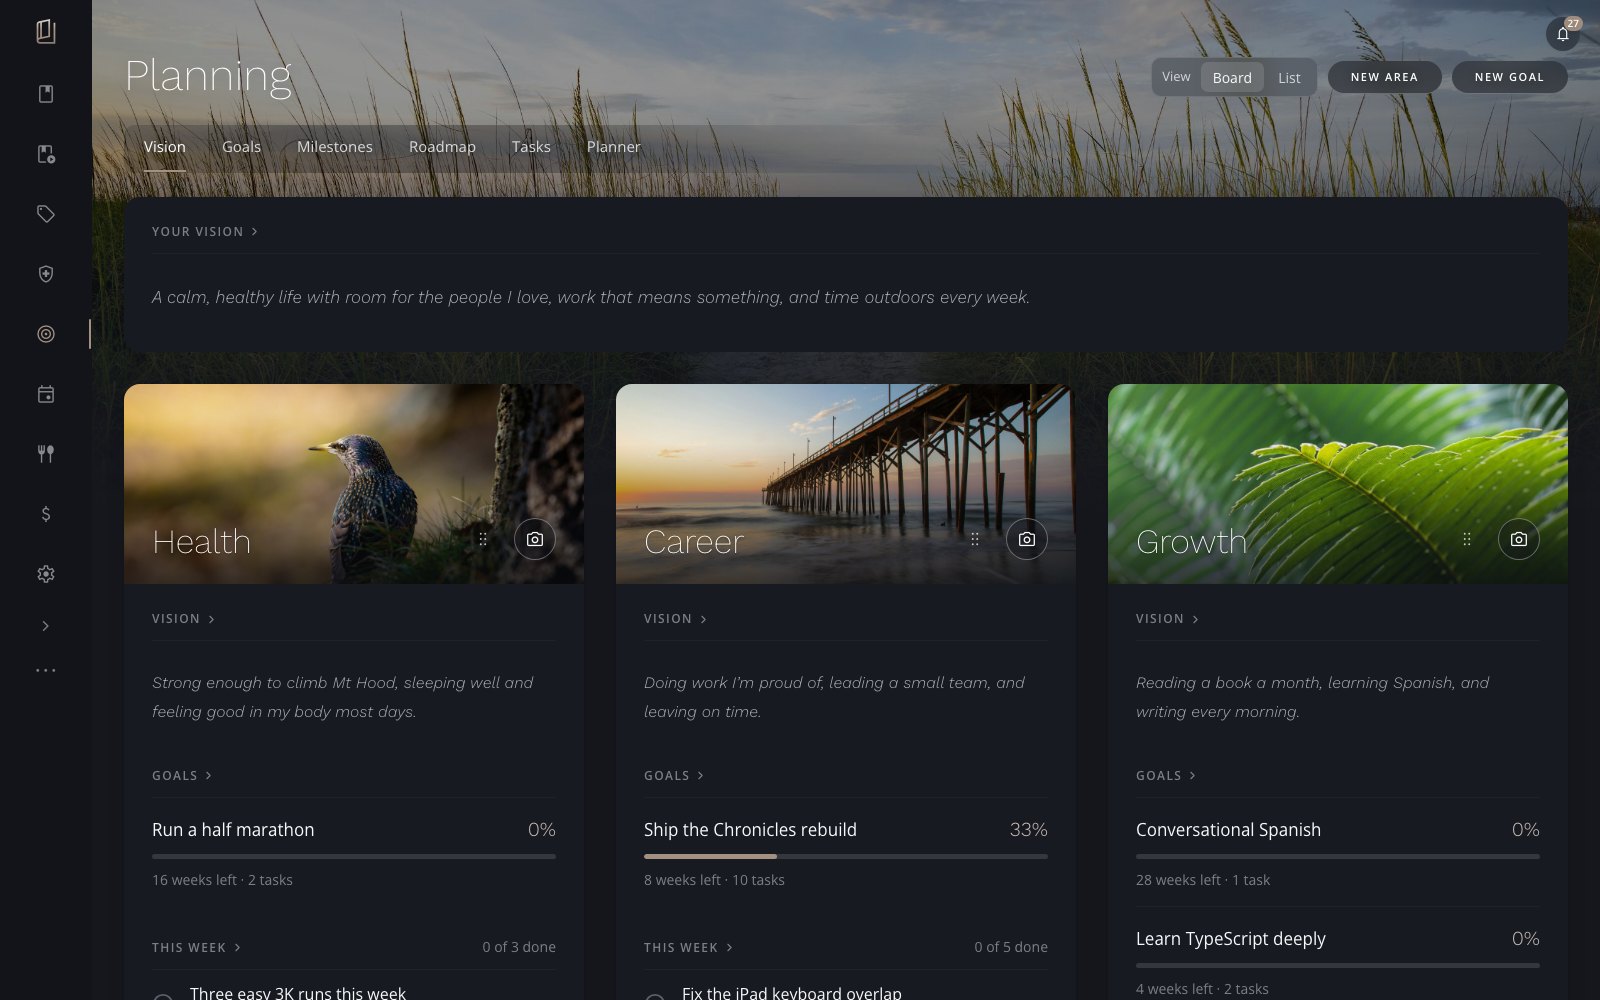 27
Planning
View Board List NEW AREA NEW GOAL
Vision Goals Milestones Roadmap Tasks Planner
YOUR VISION
A calm, healthy life with room for the people I love, work that means something, and time outdoors every week.
Health
VISION
Strong enough to climb Mt Hood, sleeping well and
feeling good in my body most days.
GOALS
Run a half marathon 0%
16 weeks left · 2 tasks
THIS WEEK 0 of 3 done
Three easy 3K runs this week
Career
VISION
Doing work I'm proud of, leading a small team, and
leaving on time.
GOALS
Ship the Chronicles rebuild 33%
8 weeks left · 10 tasks
THIS WEEK 0 of 5 done
Fix the iPad keyboard overlap
Growth
VISION
Reading a book a month, learning Spanish, and
writing every morning.
GOALS
Conversational Spanish 0%
28 weeks left · 1 task
Learn TypeScript deeply 0%
4 weeks left · 2 tasks